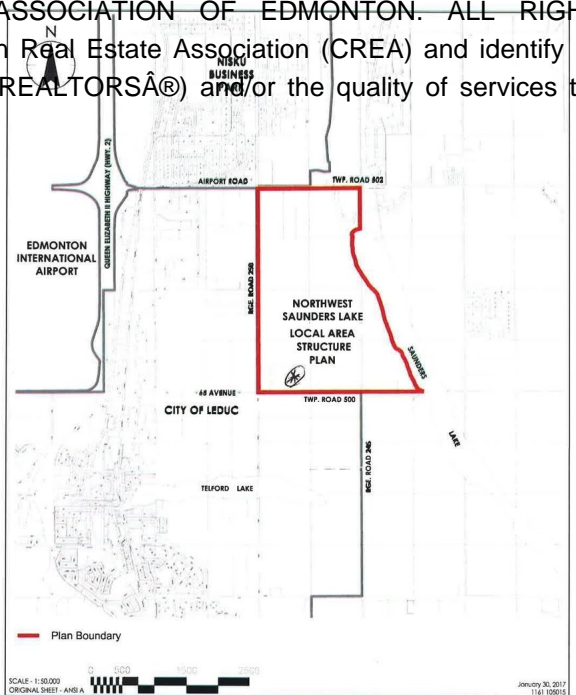 ASSOCIATION OF EDMONTON. ALL RIGH
n Real Estate Association (CREA) and identify
REALTORSÂ®) and/or the quality of services t
N
NISKU
BUSINESS
PARK
AIRPORT ROAD
TWP. ROAD 502
QUEEN ELIZABETH II HIGHWAY (HWY. 2)
EDMONTON
INTERNATIONAL
AIRPORT
RGE. ROAD 250
NORTHWEST
SAUNDERS LAKE
LOCAL AREA
STRUCTURE
PLAN
SAUNDERS
LAKE
65 AVENUE
CITY OF LEDUC
TWP. ROAD 500
RGE. ROAD 245
TELFORD LAKE
Plan Boundary
0 500 1500 2500
SCALE - 1:50,000
ORIGINAL SHEET - ANSI A
January 30, 2017
1161 105015